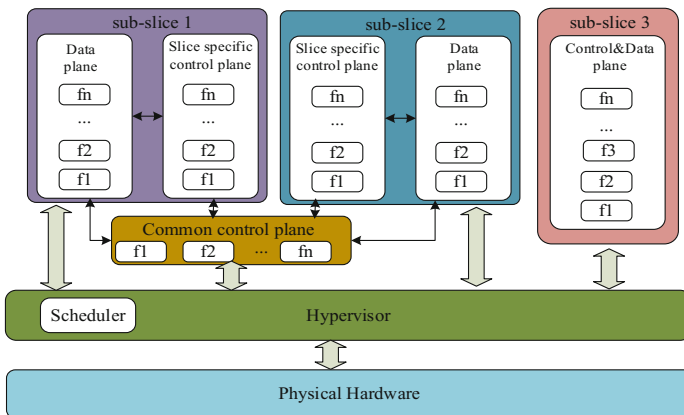 sub-slice 1
Data
plane
fn
...
f2
f1
Slice specific
control plane
fn
...
f2
f1
sub-slice 2
Slice specific
control plane
fn
...
f2
f1
Data
plane
fn
...
f2
f1
sub-slice 3
Control&Data
plane
fn
...
f3
f2
f1
Common control plane
f1 f2 ... fn
Scheduler
Hypervisor
Physical Hardware